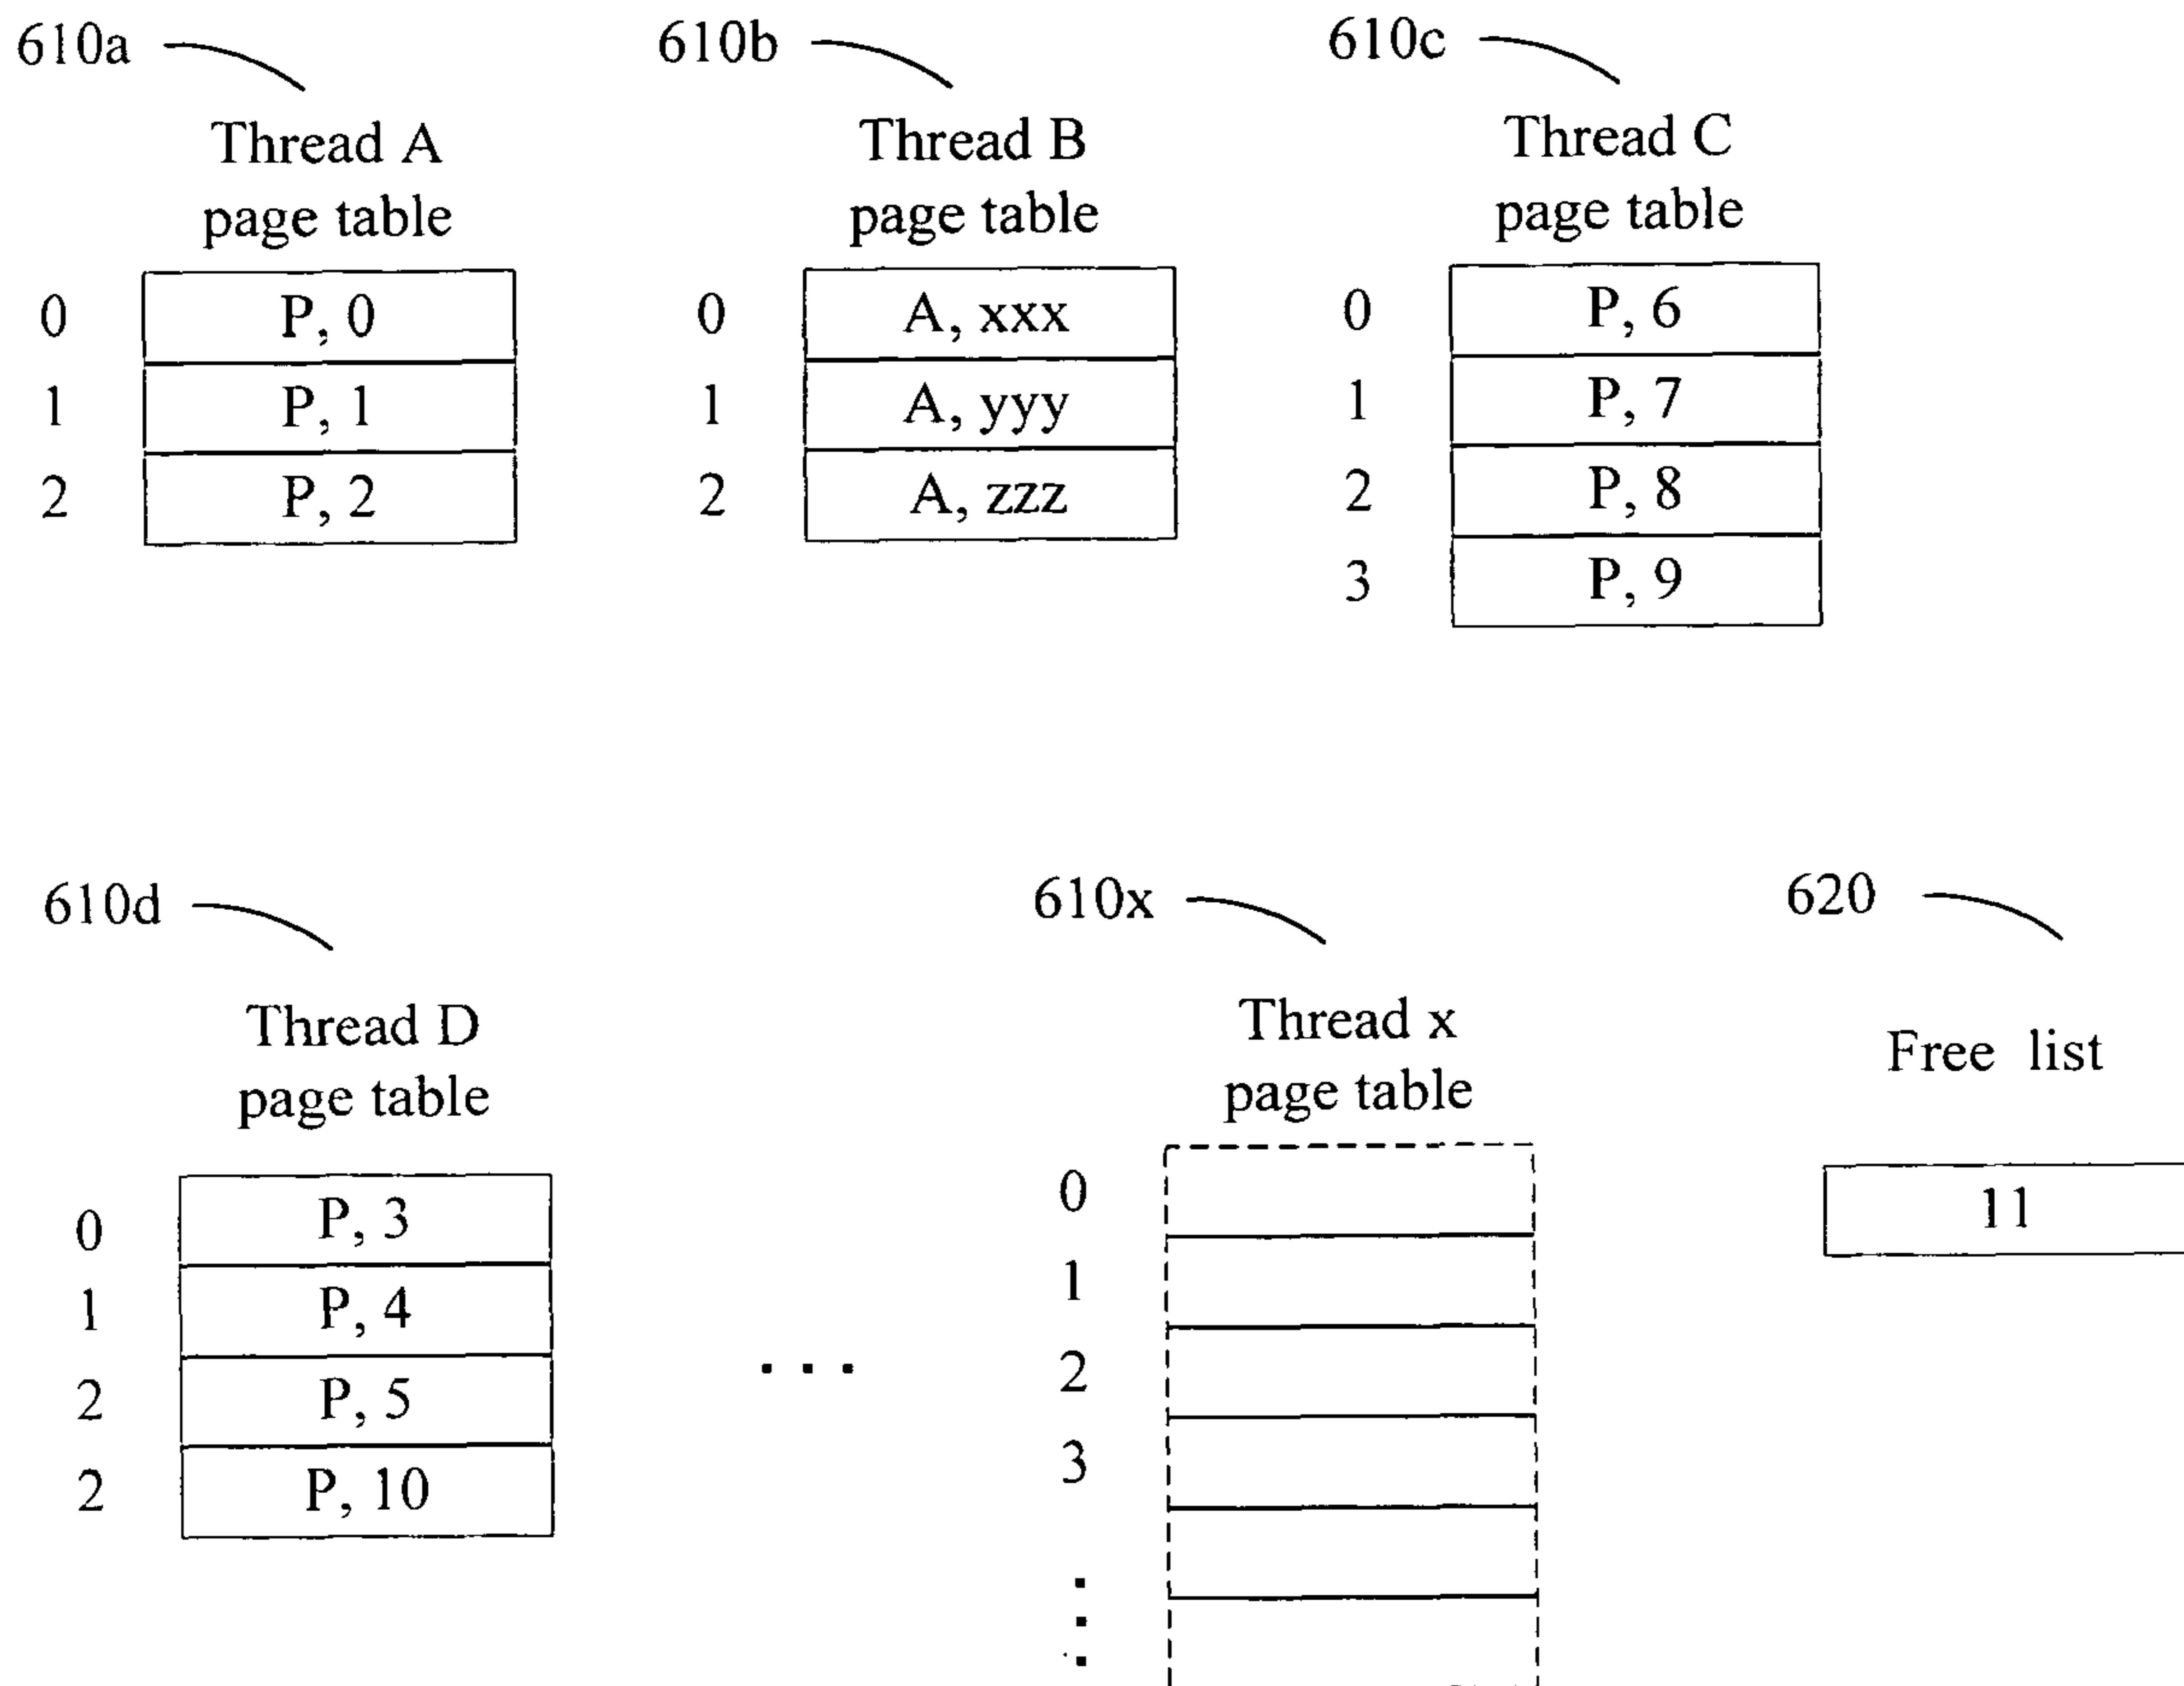 610a 610b 610c
Thread A Thread B Thread C
page table page table page table
0 P, 0 0 A, xxx 0 P, 6
1 P, 1 1 A, yyy 1 P, 7
2 P, 2 2 A, zzz 2 P, 8
3 P, 9
610d 610x 620
Thread D Thread x Free list
page table page table
0 P, 3 0 11
1 P, 4 1
2 P, 5 ... 2
2 P, 10 3